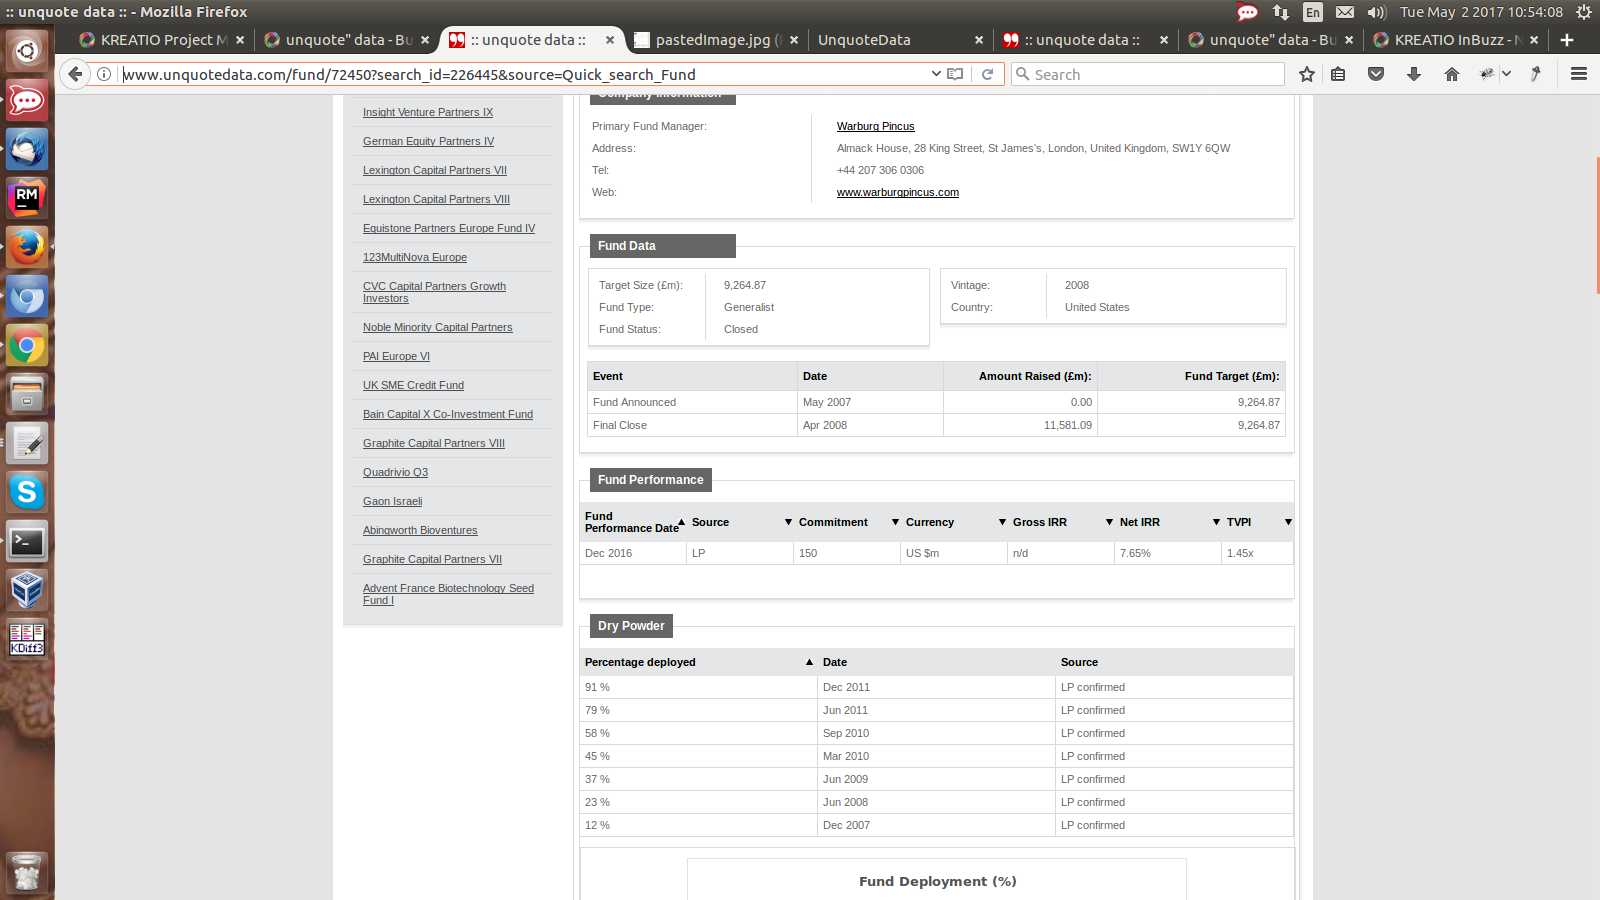 :: unquote data :: - Mozilla Firefox
En
Tue May 2 2017 10:54:08
KREATIO Project M
unquote" data - Bu
:: unquote data ::
pastedImage.jpg (
UnquoteData
:: unquote data ::
unquote" data - Bu
KREATIO InBuzz - N
www.unquotedata.com/fund/72450?search_id=226445&source=Quick_search_Fund
Search
Insight Venture Partners IX
German Equity Partners IV
Lexington Capital Partners VII
Lexington Capital Partners VIII
Equistone Partners Europe Fund IV
123MultiNova Europe
CVC Capital Partners Growth
Investors
Noble Minority Capital Partners
PAI Europe VI
UK SME Credit Fund
Bain Capital X Co-Investment Fund
Graphite Capital Partners VIII
Quadrivio Q3
Gaon Israeli
Abingworth Bioventures
Graphite Capital Partners VII
Advent France Biotechnology Seed
Fund I
Company Information
Primary Fund Manager: Warburg Pincus
Address: Almack House, 28 King Street, St James's, London, United Kingdom, SW1Y 6QW
Tel: +44 207 306 0306
Web: www.warburgpincus.com
Fund Data
Target Size (£m): 9,264.87
Fund Type: Generalist
Fund Status: Closed
Vintage: 2008
Country: United States
Event Date Amount Raised (£m): Fund Target (£m):
Fund Announced May 2007 0.00 9,264.87
Final Close Apr 2008 11,581.09 9,264.87
Fund Performance
Fund
Performance Date Source Commitment Currency Gross IRR Net IRR TVPI
Dec 2016 LP 150 US $m n/d 7.65% 1.45x
Dry Powder
Percentage deployed Date Source
91 % Dec 2011 LP confirmed
79 % Jun 2011 LP confirmed
58 % Sep 2010 LP confirmed
45 % Mar 2010 LP confirmed
37 % Jun 2009 LP confirmed
23 % Jun 2008 LP confirmed
12 % Dec 2007 LP confirmed
Fund Deployment (%)
RM
S
KDiff3